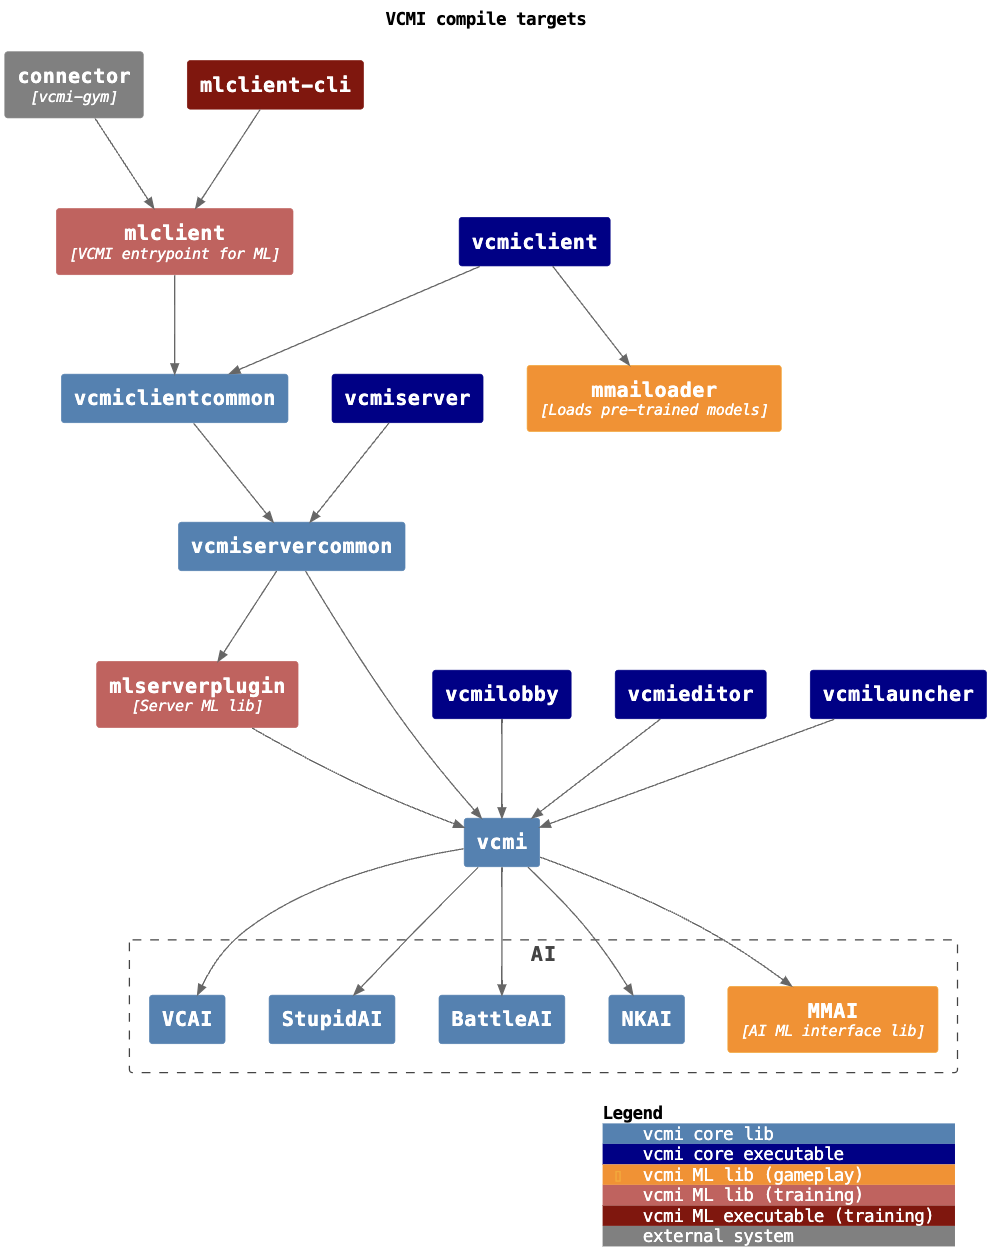 VCMI compile targets
connector
[vcmi-gym]
mlclient-cli
mlclient
[VCMI entrypoint for ML]
vcmiclient
vcmiclientcommon
vcmiserver
mmailoader
[Loads pre-trained models]
vcmiservercommon
mlserverplugin
[Server ML lib]
vcmilobby
vcmieditor
vcmilauncher
vcmi
AI
VCAI
StupidAI
BattleAI
NKAI
MMAI
[AI ML interface lib]
Legend
vcmi core lib
vcmi core executable
vcmi ML lib (gameplay)
vcmi ML lib (training)
vcmi ML executable (training)
external system